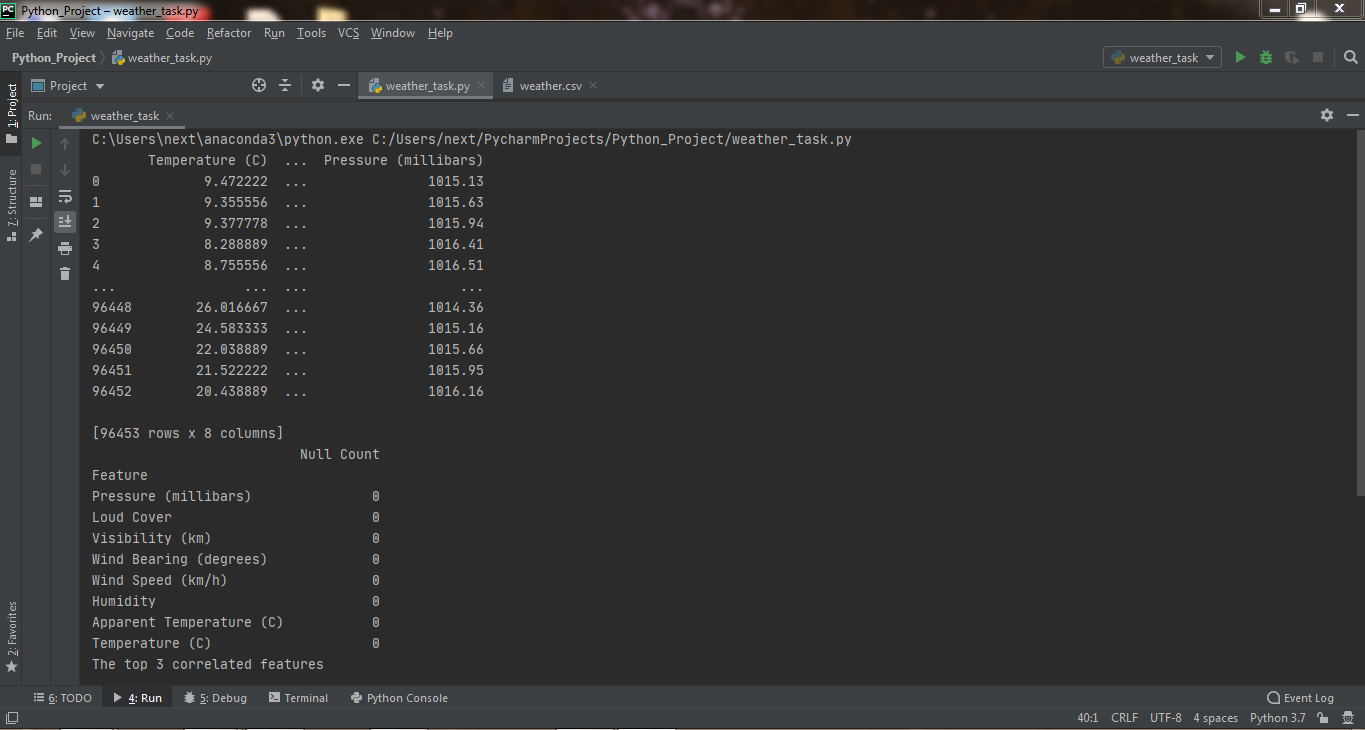 Python_Project – weather_task.py
File Edit View Navigate Code Refactor Run Tools VCS Window Help
Python_Project weather_task.py weather_task
1: Project
Project weather_task.py weather.csv
Run: weather_task
C:\Users\next\anaconda3\python.exe C:/Users/next/PycharmProjects/Python_Project/weather_task.py
Temperature (C) ... Pressure (millibars)
0 9.472222 ... 1015.13
1 9.355556 ... 1015.63
2 9.377778 ... 1015.94
3 8.288889 ... 1016.41
4 8.755556 ... 1016.51
... ... ... ...
96448 26.016667 ... 1014.36
96449 24.583333 ... 1015.16
96450 22.038889 ... 1015.66
96451 21.522222 ... 1015.95
96452 20.438889 ... 1016.16
[96453 rows x 8 columns]
Null Count
Feature
Pressure (millibars) 0
Loud Cover 0
Visibility (km) 0
Wind Bearing (degrees) 0
Wind Speed (km/h) 0
Humidity 0
Apparent Temperature (C) 0
Temperature (C) 0
The top 3 correlated features
7: Structure
2: Favorites
6: TODO 4: Run 5: Debug Terminal Python Console Event Log
40:1 CRLF UTF-8 4 spaces Python 3.7